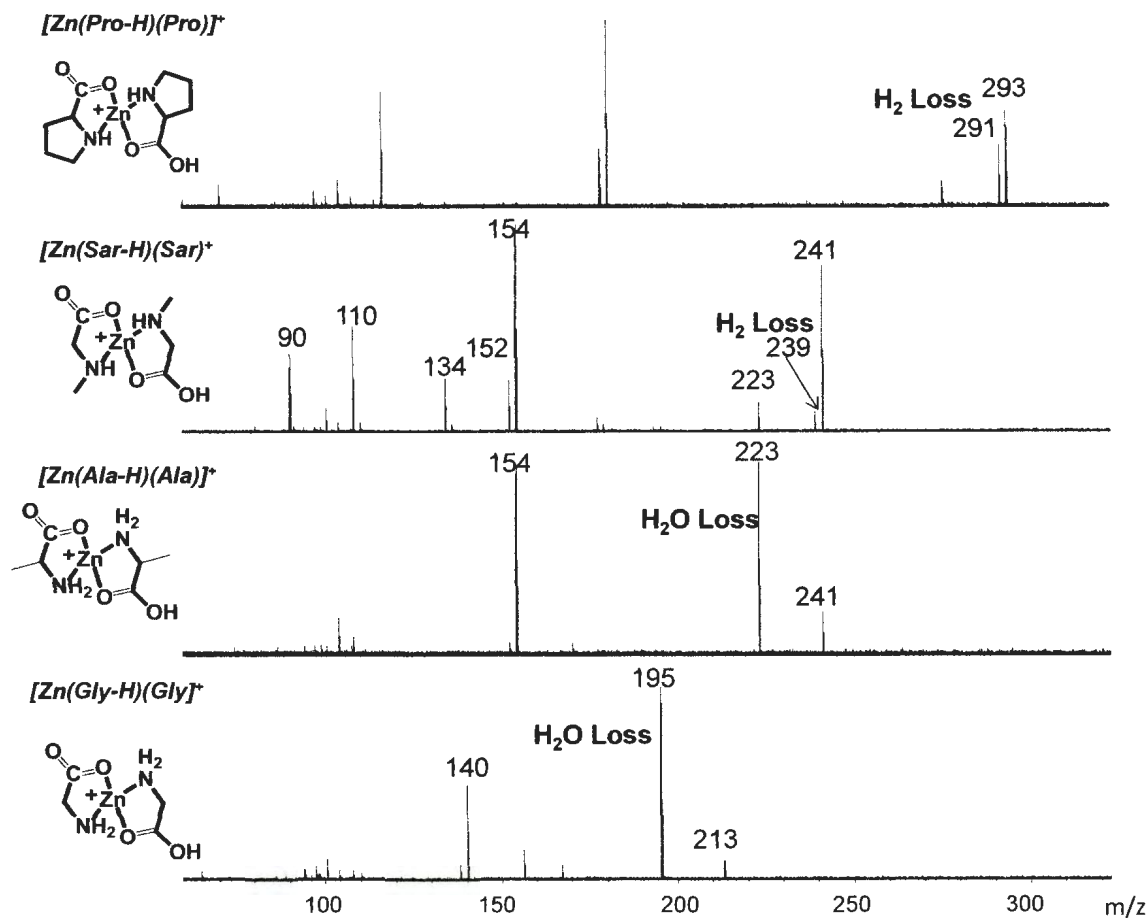 [Zn(Pro-H)(Pro)]+
O
C
O
+Zn
HN
NH
O
OH
H2 Loss
293
291
[Zn(Sar-H)(Sar)+
O
C
O
+Zn
HN
NH
O
OH
154
90
110
134
152
H2 Loss
239
223
241
[Zn(Ala-H)(Ala)]+
O
C
O
H2
N
+Zn
NH2
O
OH
154
H2O Loss
223
241
[Zn(Gly-H)(Gly]+
O
C
O
H2
N
+Zn
NH2
O
OH
140
H2O Loss
195
213
100 150 200 250 300 m/z